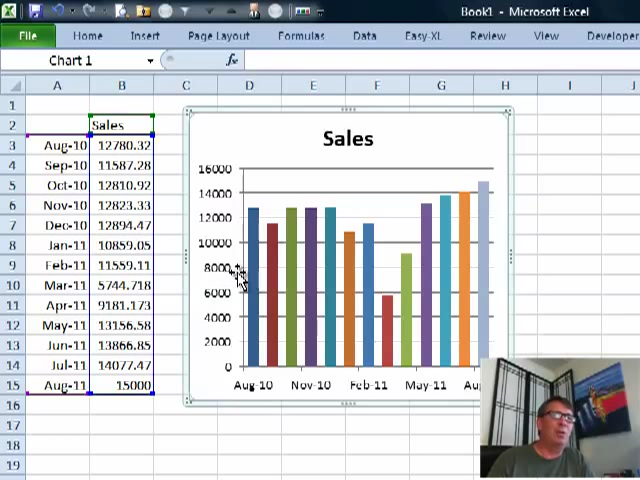 Book1 - Microsoft Excel
File Home Insert Page Layout Formulas Data Easy-XL Review View Developer
Chart 1 fx
A B C D E F G H I J
1
2 Sales
3 Aug-10 12780.32
4 Sep-10 11587.28
5 Oct-10 12810.92
6 Nov-10 12823.33
7 Dec-10 12894.47
8 Jan-11 10859.05
9 Feb-11 11559.11
10 Mar-11 5744.718
11 Apr-11 9181.173
12 May-11 13156.58
13 Jun-11 13866.85
14 Jul-11 14077.47
15 Aug-11 15000
16
17
18
19
Sales
16000
14000
12000
10000
8000
6000
4000
2000
0
Aug-10 Nov-10 Feb-11 May-11 Au